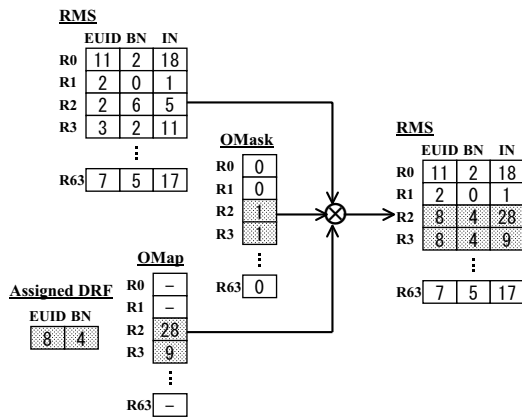 RMS
EUID BN IN
R0 11 2 18
R1 2 0 1
R2 2 6 5
R3 3 2 11
⋮
R63 7 5 17
OMask
R0 0
R1 0
R2 1
R3 1
⋮
R63 0
OMap
R0 –
R1 –
R2 28
R3 9
⋮
R63 –
Assigned DRF
EUID BN
8 4
RMS
EUID BN IN
R0 11 2 18
R1 2 0 1
R2 8 4 28
R3 8 4 9
⋮
R63 7 5 17